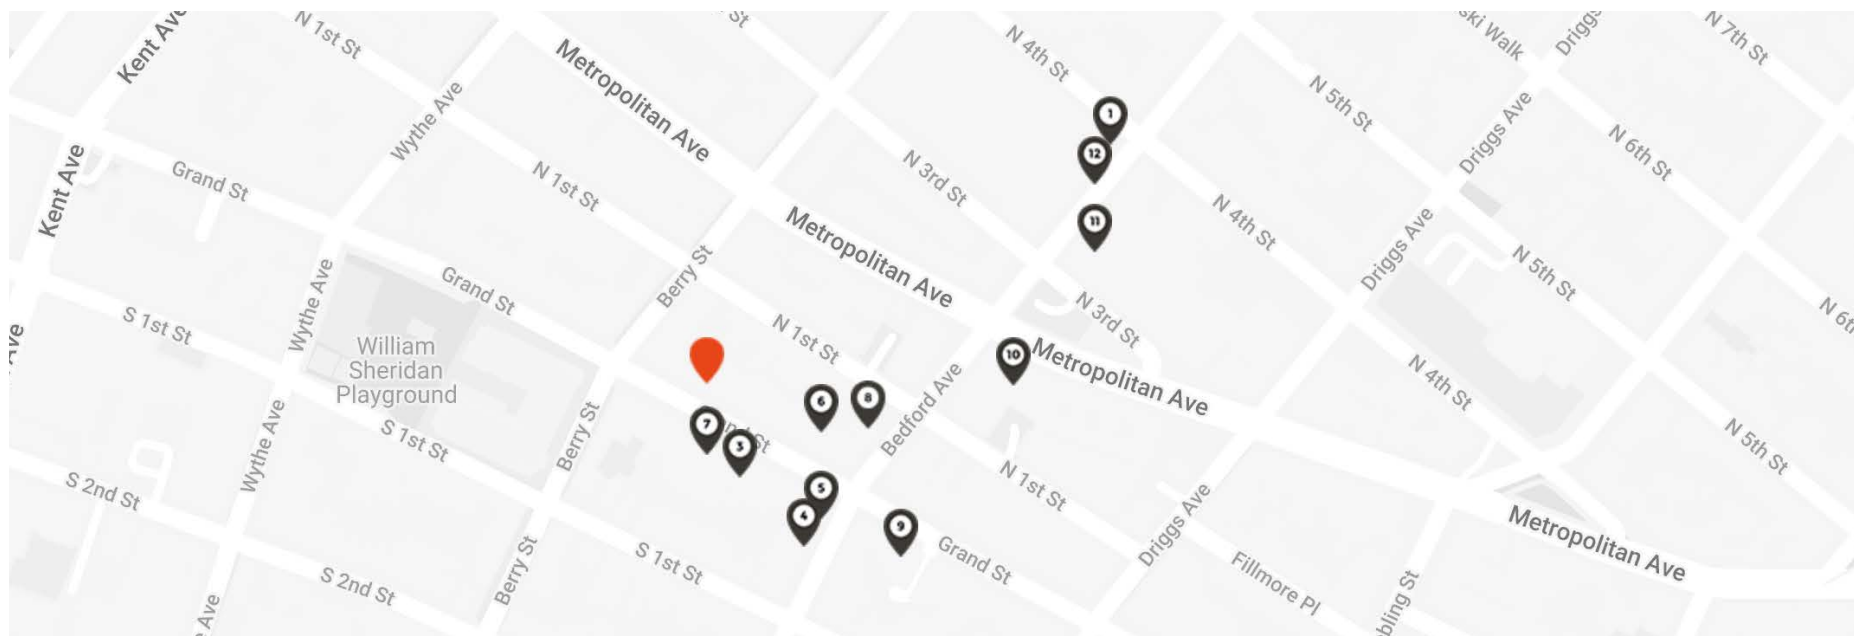 Kent Ave
N 1st St
St
N 4th St
ski Walk
Driggs
N 7th St
Metropolitan Ave
Wythe Ave
1
N 5th St
Driggs Ave
N 6th St
12
Kent Ave
Grand St
N 1st St
N 3rd St
11
N 4th St
Metropolitan Ave
Driggs Ave
N 5th St
Berry St
Grand St
Wythe Ave
S 1st St
N 3rd St
N 6th
Ave
William
Sheridan
Playground
N 1st St
10
Metropolitan Ave
N 4th St
6
8
Bedford Ave
7
3
S 1st St
Berry St
Wythe Ave
N 5th St
S 2nd St
5
4
9
N 1st St
Driggs Ave
Metropolitan Ave
S 1st St
Grand St
Berry St
S 2nd St
Fillmore Pl
bling St
e Ave